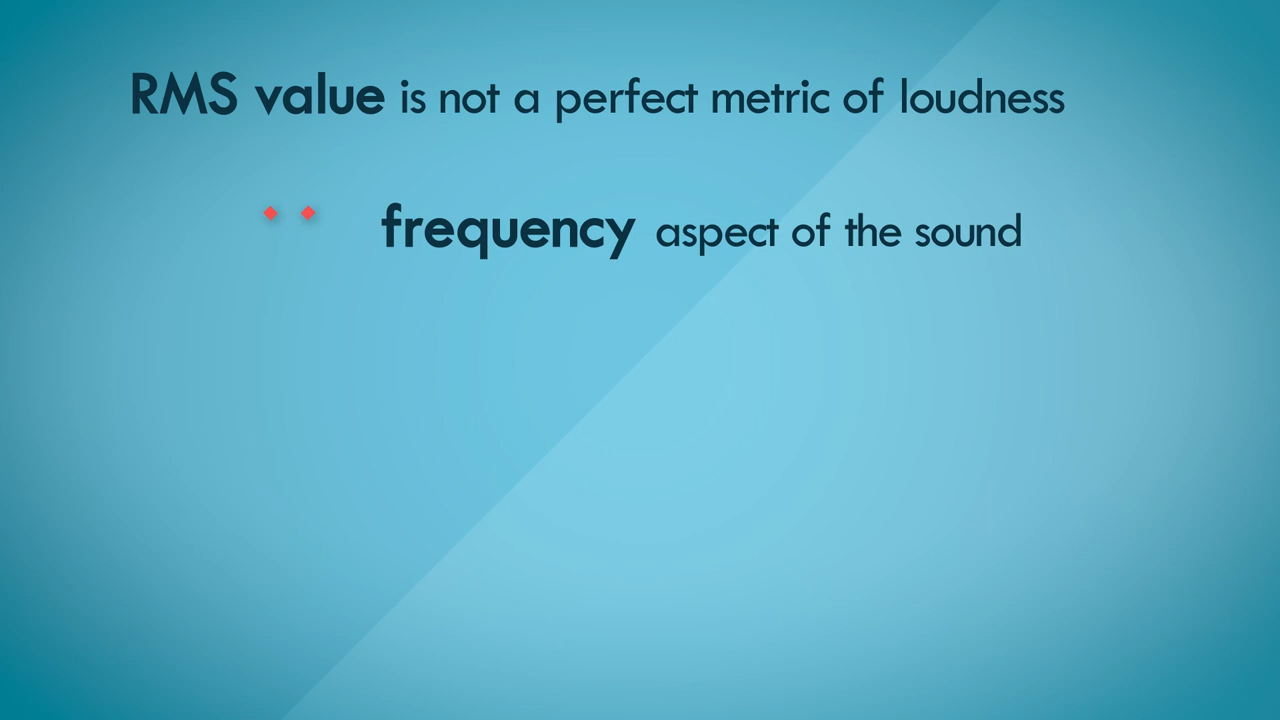 RMS value is not a perfect metric of loudness
frequency aspect of the sound